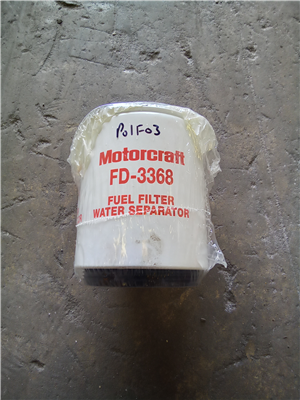 P01F03
Motorcraft
FD-3368
FUEL FILTER
WATER SEPARATOR